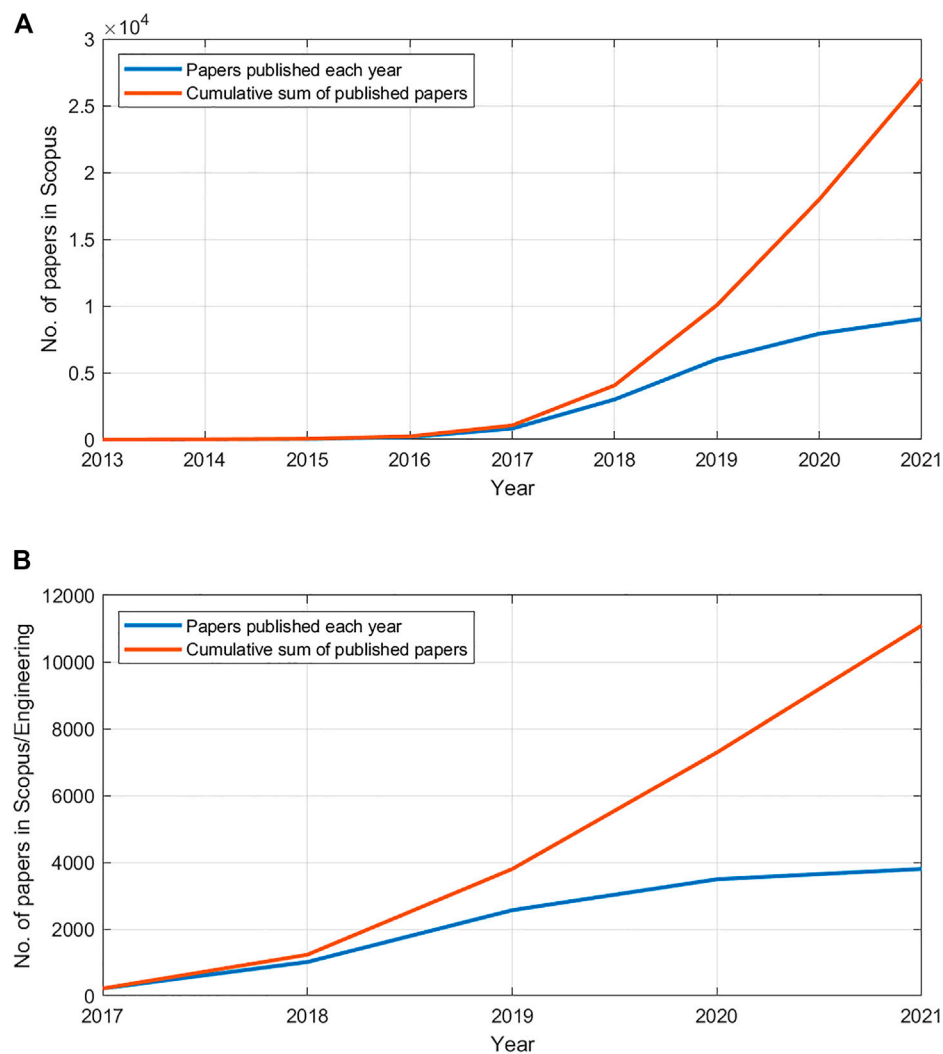 A
×10^4
3
2.5
2
1.5
1
0.5
0
No. of papers in Scopus
Papers published each year
Cumulative sum of published papers
2013 2014 2015 2016 2017 2018 2019 2020 2021
Year
B
12000
10000
8000
6000
4000
2000
0
No. of papers in Scopus/Engineering
Papers published each year
Cumulative sum of published papers
2017 2018 2019 2020 2021
Year